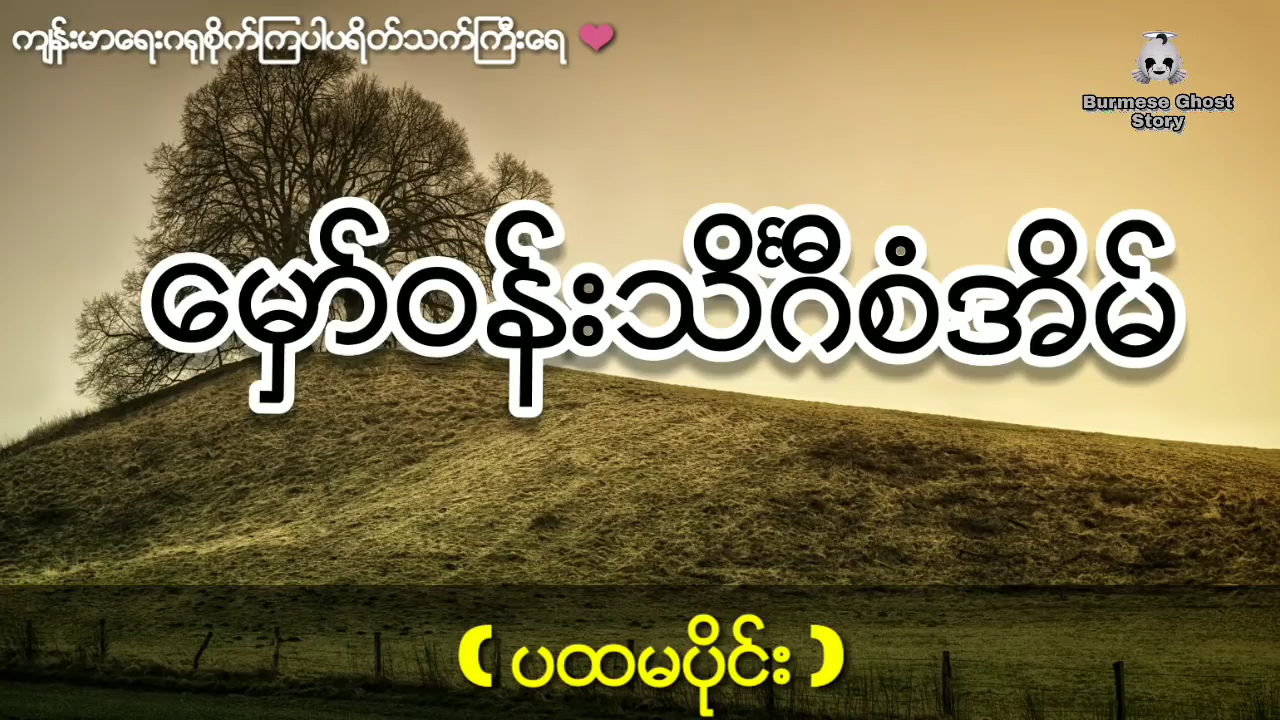 ကျန်းမာရေးဂရုစိုက်ကြပါပရိတ်သက်ကြီးရေ ❤
Burmese Ghost
Story
မှော်ဝန်းသိင်္ဂီစံအိမ်
( ပထမပိုင်း )